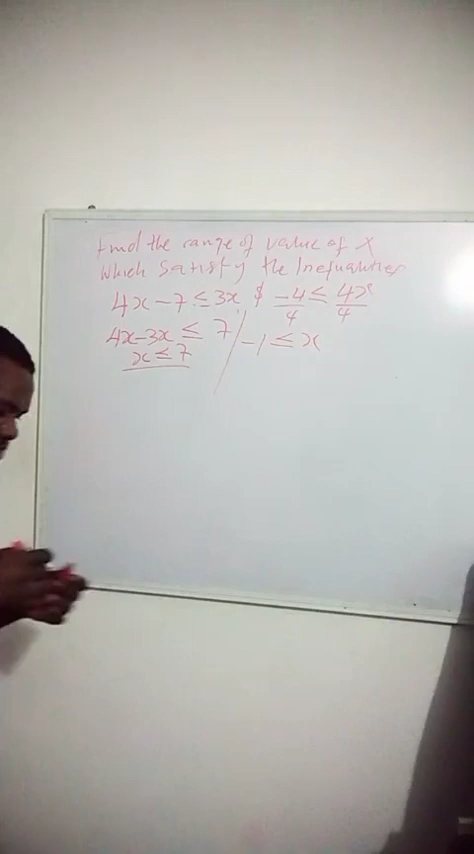 Find the range of value of x
which satisfy the Inequalities
4x - 7 ≤ 3x & -4/4 ≤ 4x/4
4x - 3x ≤ 7 / -1 ≤ x
x ≤ 7